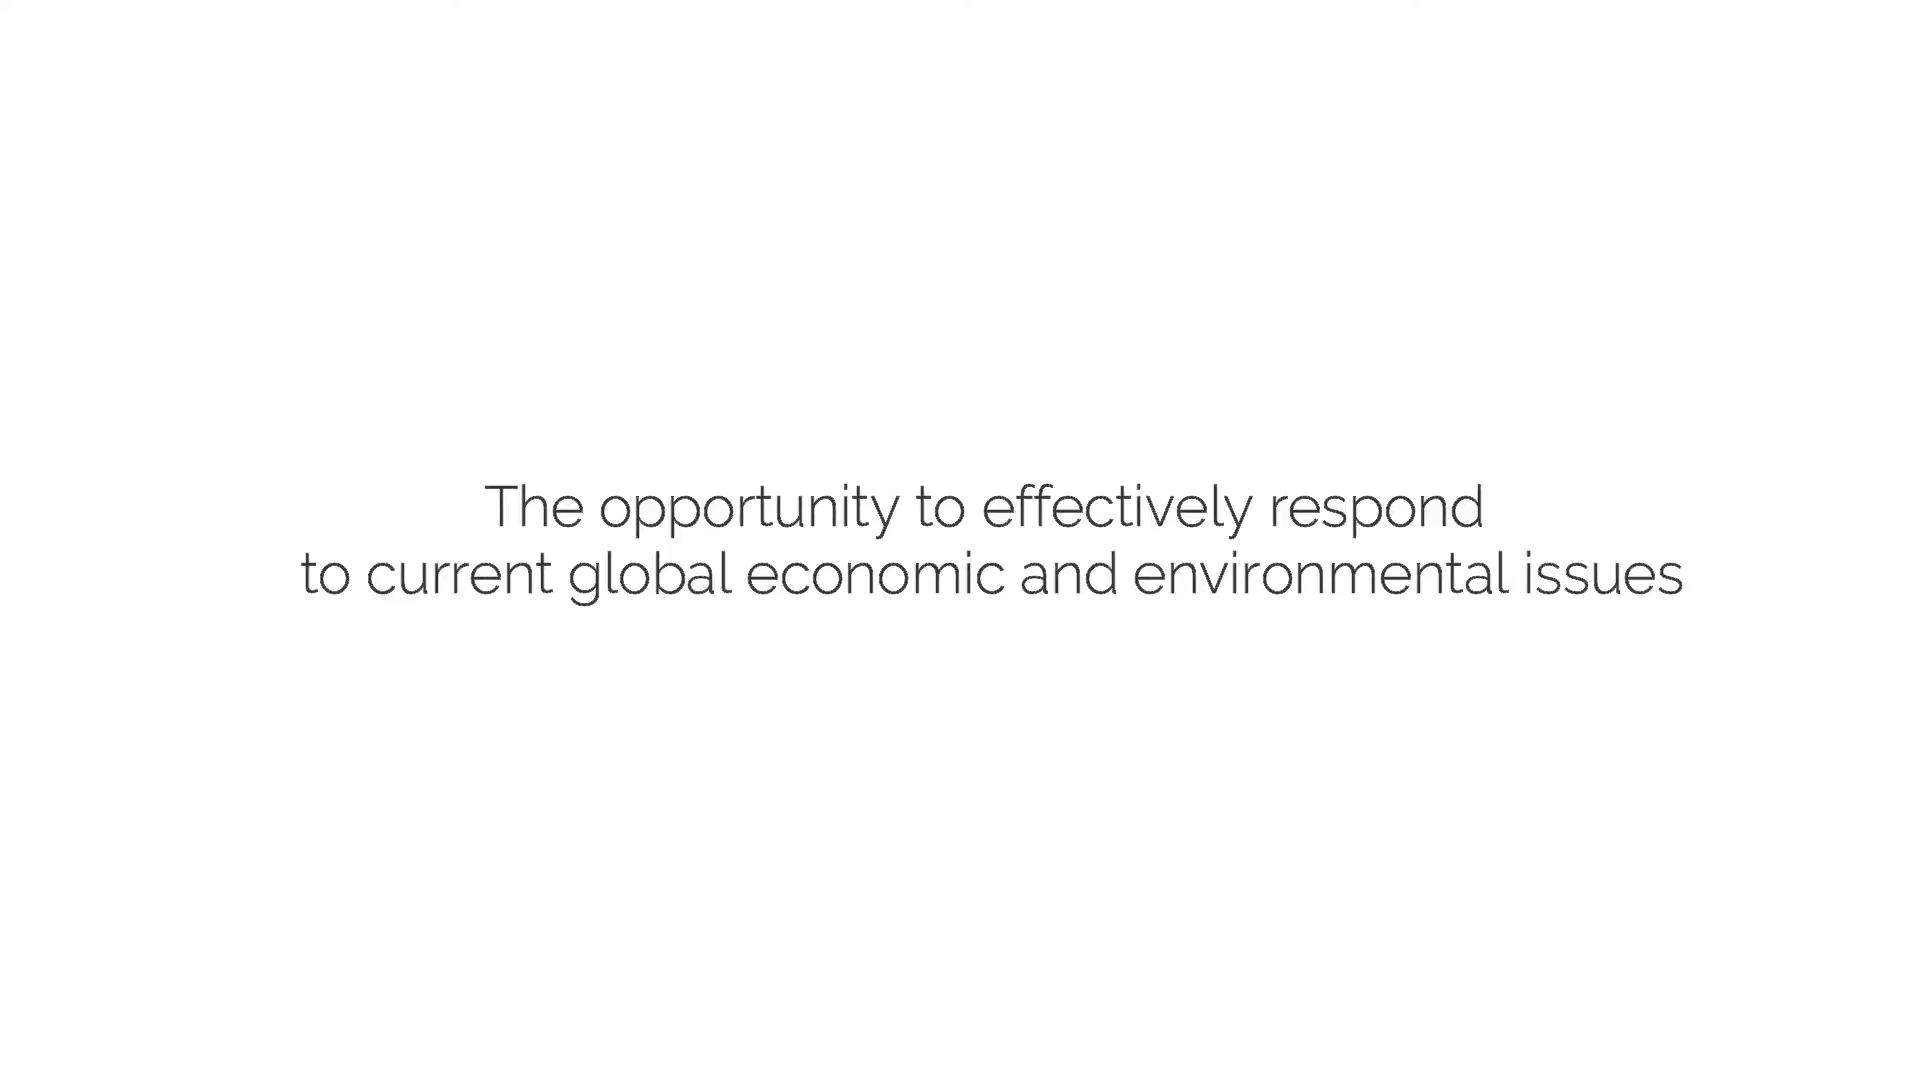 The opportunity to effectively respond
to current global economic and environmental issues